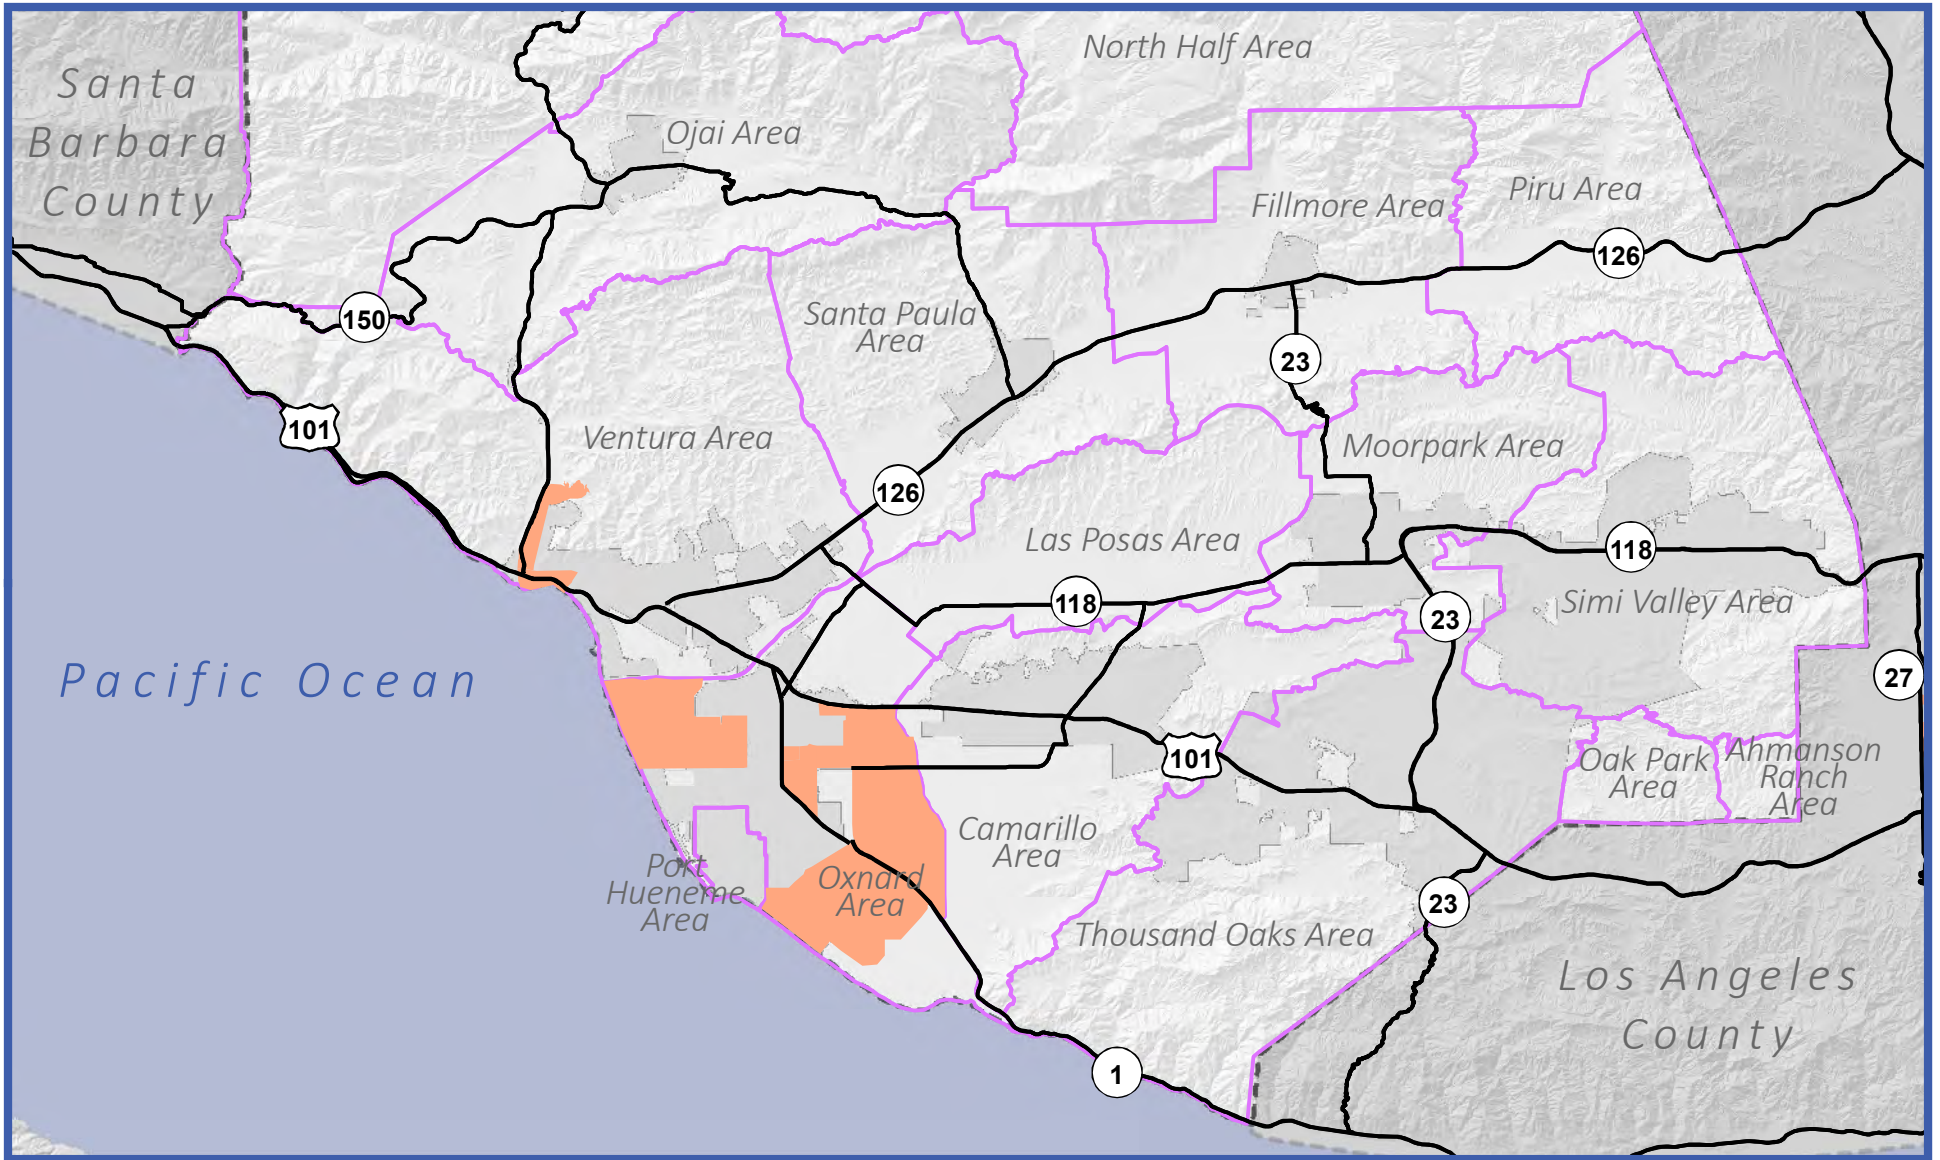 North Half Area
Santa
Barbara
County
Ojai Area
Fillmore Area
Piru Area
126
150
Santa Paula
Area
23
101
Ventura Area
126
Moorpark Area
Las Posas Area
118
118
Simi Valley Area
23
Pacific Ocean
27
101
Oak Park
Area
Ahmanson
Ranch
Area
Camarillo
Area
Port
Hueneme
Area
Oxnard
Area
23
Thousand Oaks Area
Los Angeles
County
1